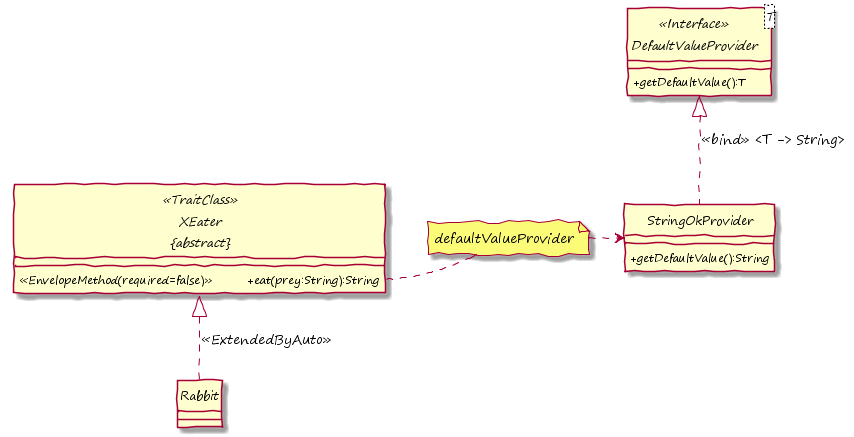 T
«Interface»
DefaultValueProvider
+getDefaultValue():T
«bind» <T -> String>
«TraitClass»
XEater
{abstract}
«EnvelopeMethod(required=false)» +eat(prey:String):String
defaultValueProvider
StringOkProvider
+getDefaultValue():String
«ExtendedByAuto»
Rabbit